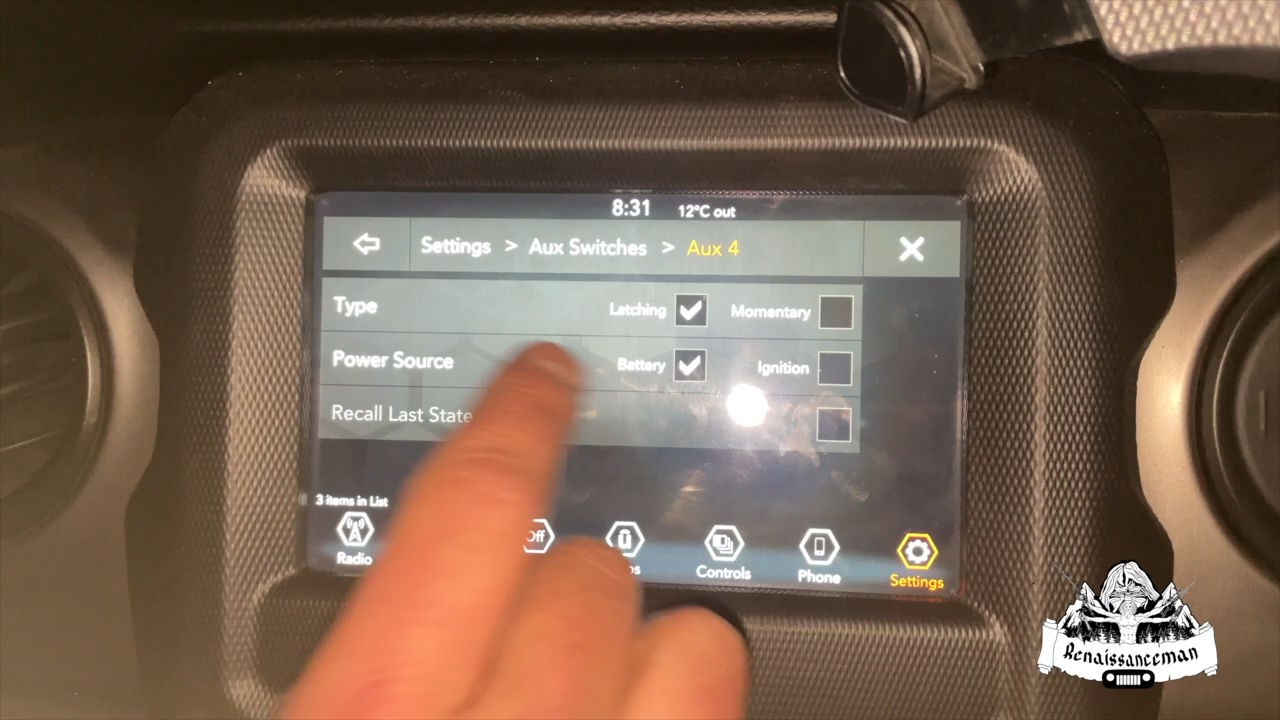 8:31 12°C out
Settings > Aux Switches > Aux 4
Type Latching Momentary
Power Source Battery Ignition
Recall Last State
3 items in List
Off
Radio Controls Phone Settings
Renaissanceman